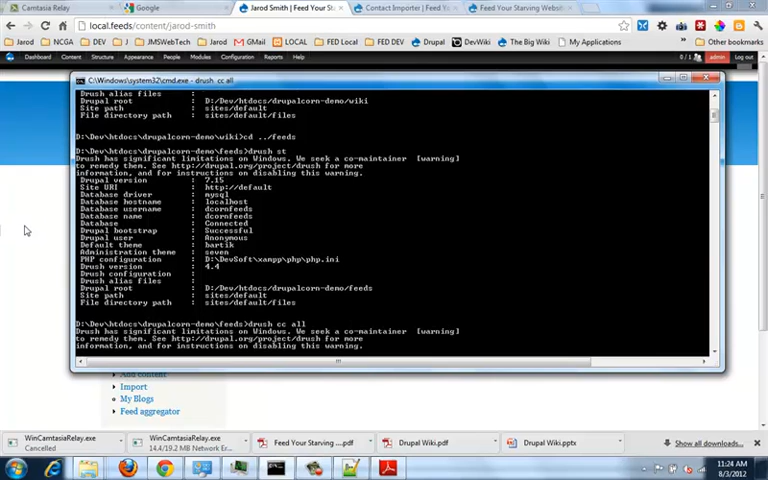 Camtasia Relay
Google
Jarod Smith | Feed Your S
Contact Importer | Feed Yo
Feed Your Starving Websit
local.feeds/content/jarod-smith
Jarod
NCGA
DEV
JMSWebTech
GMail
LOCAL
FED Local
FED DEV
Drupal
DevWiki
The Big Wiki
My Applications
Other bookmarks
Dashboard
Content
Structure
Appearance
People
Modules
Configuration
Reports
Help
0 / 1
admin
Log out
C:\Windows\system32\cmd.exe - drush cc all
Drush alias files :
Drupal root : D:/Dev/htdocs/drupalcorn-demo/wiki
Site path : sites/default
File directory path : sites/default/files
D:\Dev\htdocs\drupalcorn-demo\wiki>cd ../feeds
D:\Dev\htdocs\drupalcorn-demo\feeds>drush st
Drush has significant limitations on Windows. We seek a co-maintainer [warning]
to remedy them. See http://drupal.org/project/drush for more
information, and for instructions on disabling this warning.
Drupal version : 7.15
Site URI : http://default
Database driver : mysql
Database hostname : localhost
Database username : dcornfeeds
Database name : dcornfeeds
Database : Connected
Drupal bootstrap : Successful
Drupal user : Anonymous
Default theme : bartik
Administration theme : seven
PHP configuration : D:\DevSoft\xampp\php\php.ini
Drush version : 4.4
Drush configuration :
Drush alias files :
Drupal root : D:/Dev/htdocs/drupalcorn-demo/feeds
Site path : sites/default
File directory path : sites/default/files
D:\Dev\htdocs\drupalcorn-demo\feeds>drush cc all
Drush has significant limitations on Windows. We seek a co-maintainer [warning]
to remedy them. See http://drupal.org/project/drush for more
information, and for instructions on disabling this warning.
Add content
Import
My Blogs
Feed aggregator
WinCamtasiaRelay.exe
Cancelled
WinCamtasiaRelay.exe
14.4/19.2 MB Network Er...
Feed Your Starving ....pdf
Drupal Wiki.pdf
Drupal Wiki.pptx
Show all downloads...
11:24 AM
8/3/2012